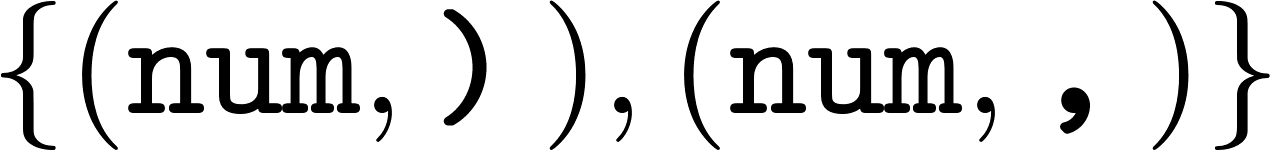 {(num, ) ), (num, , )}